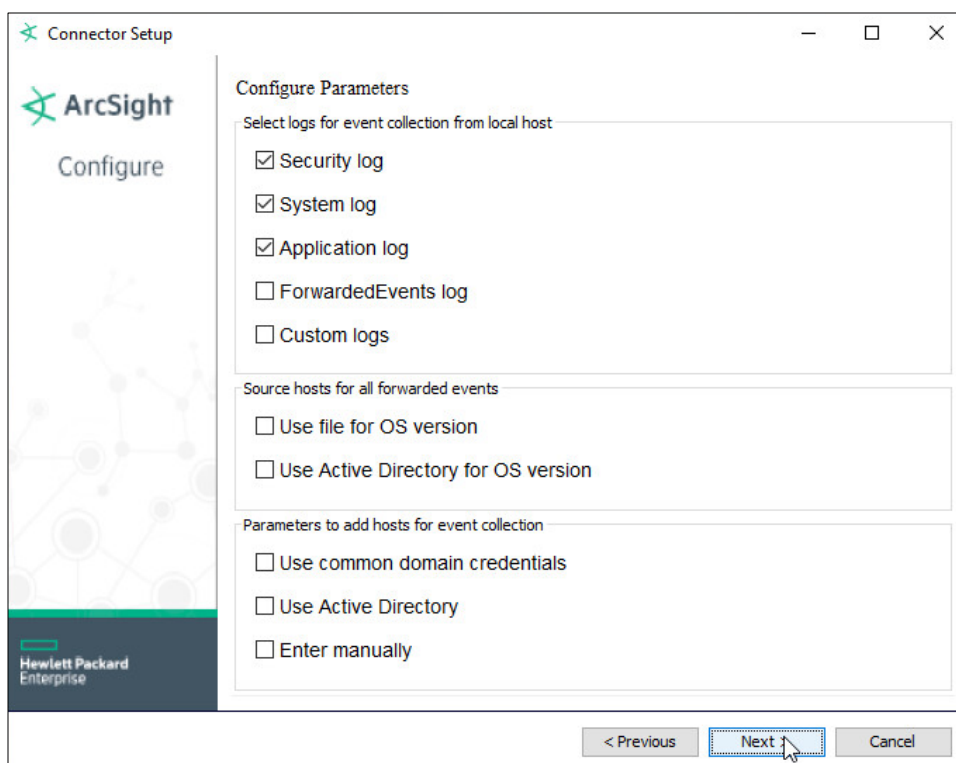 Connector Setup
ArcSight
Configure
Configure Parameters
Select logs for event collection from local host
Security log
System log
Application log
ForwardedEvents log
Custom logs
Source hosts for all forwarded events
Use file for OS version
Use Active Directory for OS version
Parameters to add hosts for event collection
Use common domain credentials
Use Active Directory
Enter manually
Hewlett Packard
Enterprise
< Previous
Next >
Cancel